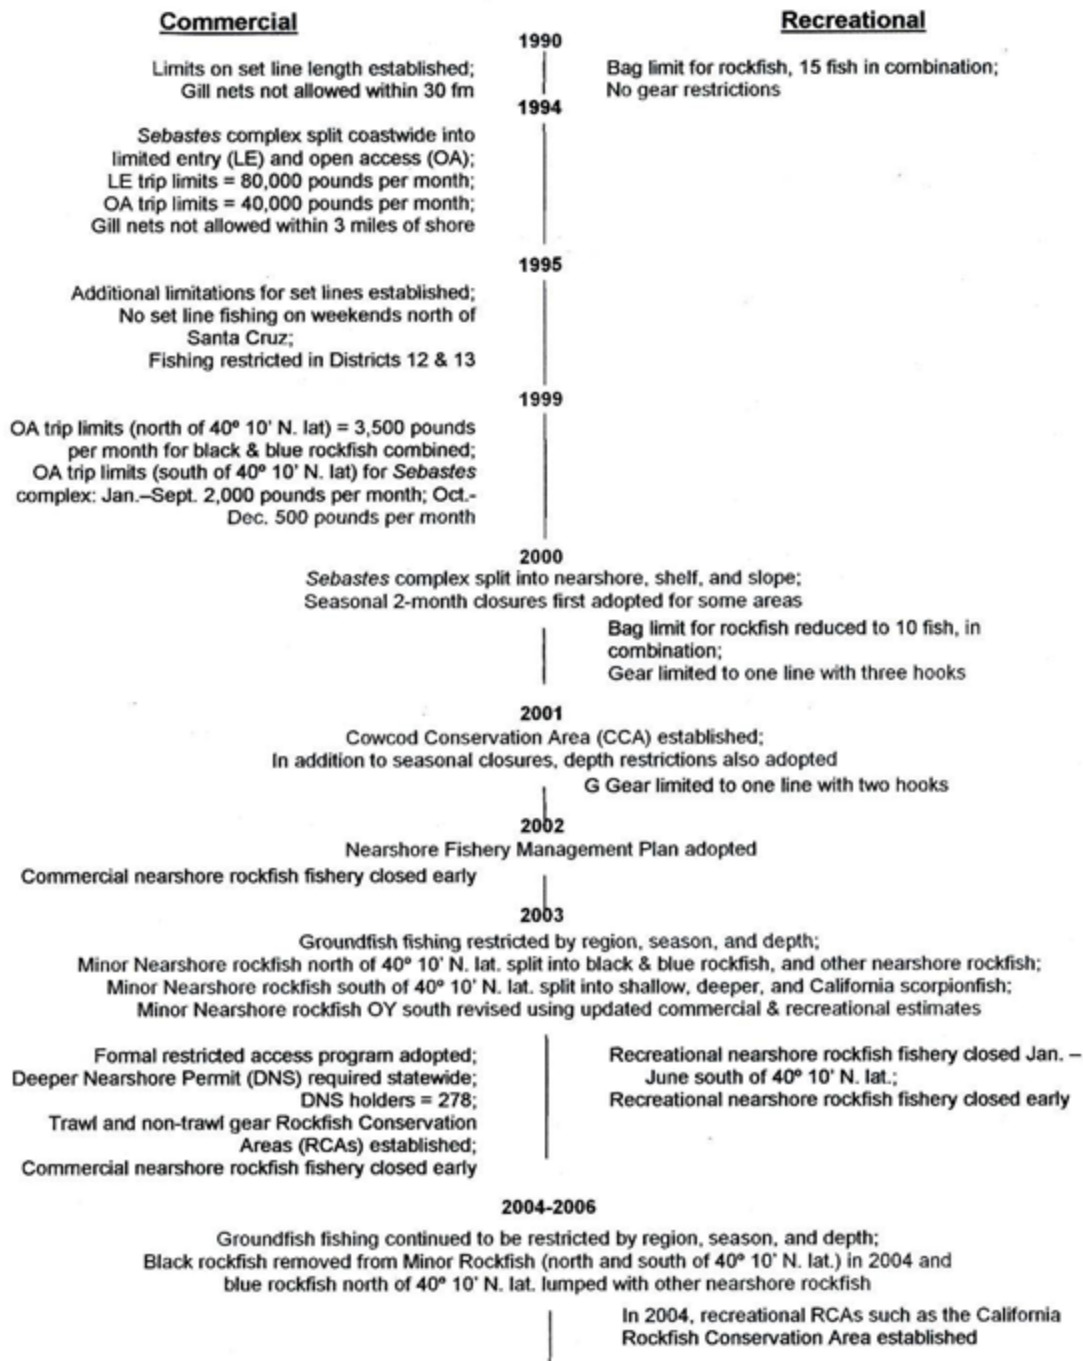 Commercial
Recreational
1990
Limits on set line length established;
Gill nets not allowed within 30 fm
Bag limit for rockfish, 15 fish in combination;
No gear restrictions
1994
Sebastes complex split coastwide into
limited entry (LE) and open access (OA);
LE trip limits = 80,000 pounds per month;
OA trip limits = 40,000 pounds per month;
Gill nets not allowed within 3 miles of shore
1995
Additional limitations for set lines established;
No set line fishing on weekends north of
Santa Cruz;
Fishing restricted in Districts 12 & 13
1999
OA trip limits (north of 40º 10' N. lat) = 3,500 pounds
per month for black & blue rockfish combined;
OA trip limits (south of 40º 10' N. lat) for Sebastes
complex: Jan.–Sept. 2,000 pounds per month; Oct.-
Dec. 500 pounds per month
2000
Sebastes complex split into nearshore, shelf, and slope;
Seasonal 2-month closures first adopted for some areas
Bag limit for rockfish reduced to 10 fish, in
combination;
Gear limited to one line with three hooks
2001
Cowcod Conservation Area (CCA) established;
In addition to seasonal closures, depth restrictions also adopted
G Gear limited to one line with two hooks
2002
Nearshore Fishery Management Plan adopted
Commercial nearshore rockfish fishery closed early
2003
Groundfish fishing restricted by region, season, and depth;
Minor Nearshore rockfish north of 40º 10' N. lat. split into black & blue rockfish, and other nearshore rockfish;
Minor Nearshore rockfish south of 40º 10' N. lat. split into shallow, deeper, and California scorpionfish;
Minor Nearshore rockfish OY south revised using updated commercial & recreational estimates
Formal restricted access program adopted;
Deeper Nearshore Permit (DNS) required statewide;
DNS holders = 278;
Trawl and non-trawl gear Rockfish Conservation
Areas (RCAs) established;
Commercial nearshore rockfish fishery closed early
Recreational nearshore rockfish fishery closed Jan. –
June south of 40º 10' N. lat.;
Recreational nearshore rockfish fishery closed early
2004-2006
Groundfish fishing continued to be restricted by region, season, and depth;
Black rockfish removed from Minor Rockfish (north and south of 40º 10' N. lat.) in 2004 and
blue rockfish north of 40º 10' N. lat. lumped with other nearshore rockfish
In 2004, recreational RCAs such as the California
Rockfish Conservation Area established